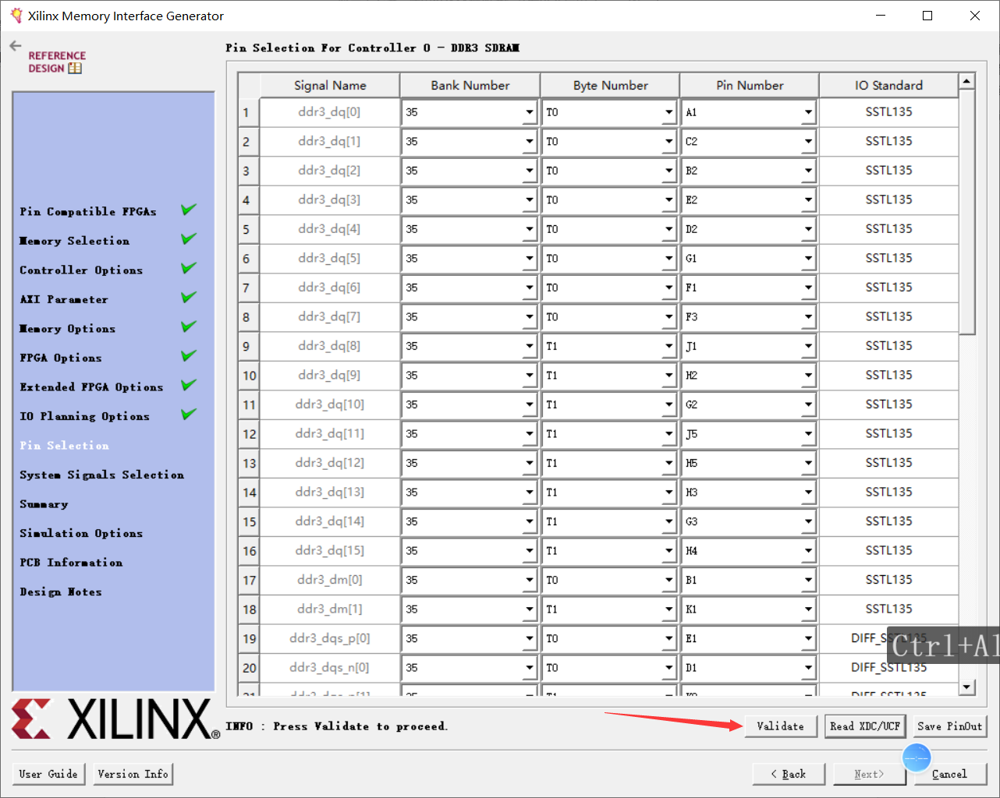 Xilinx Memory Interface Generator
REFERENCE
DESIGN
Pin Selection For Controller 0 - DDR3 SDRAM
Pin Compatible FPGAs
Memory Selection
Controller Options
AXI Parameter
Memory Options
FPGA Options
Extended FPGA Options
IO Planning Options
Pin Selection
System Signals Selection
Summary
Simulation Options
PCB Information
Design Notes
Signal Name Bank Number Byte Number Pin Number IO Standard
1 ddr3_dq[0] 35 T0 A1 SSTL135
2 ddr3_dq[1] 35 T0 C2 SSTL135
3 ddr3_dq[2] 35 T0 B2 SSTL135
4 ddr3_dq[3] 35 T0 E2 SSTL135
5 ddr3_dq[4] 35 T0 D2 SSTL135
6 ddr3_dq[5] 35 T0 G1 SSTL135
7 ddr3_dq[6] 35 T0 F1 SSTL135
8 ddr3_dq[7] 35 T0 F3 SSTL135
9 ddr3_dq[8] 35 T1 J1 SSTL135
10 ddr3_dq[9] 35 T1 H2 SSTL135
11 ddr3_dq[10] 35 T1 G2 SSTL135
12 ddr3_dq[11] 35 T1 J5 SSTL135
13 ddr3_dq[12] 35 T1 H5 SSTL135
14 ddr3_dq[13] 35 T1 H3 SSTL135
15 ddr3_dq[14] 35 T1 G3 SSTL135
16 ddr3_dq[15] 35 T1 H4 SSTL135
17 ddr3_dm[0] 35 T0 B1 SSTL135
18 ddr3_dm[1] 35 T1 K1 SSTL135
19 ddr3_dqs_p[0] 35 T0 E1 DIFF_SSTL135
20 ddr3_dqs_n[0] 35 T0 D1 DIFF_SSTL135
Ctrl+Al
XILINX®
INFO : Press Validate to proceed.
Validate
Read XDC/UCF
Save PinOut
User Guide
Version Info
< Back
Next>
Cancel